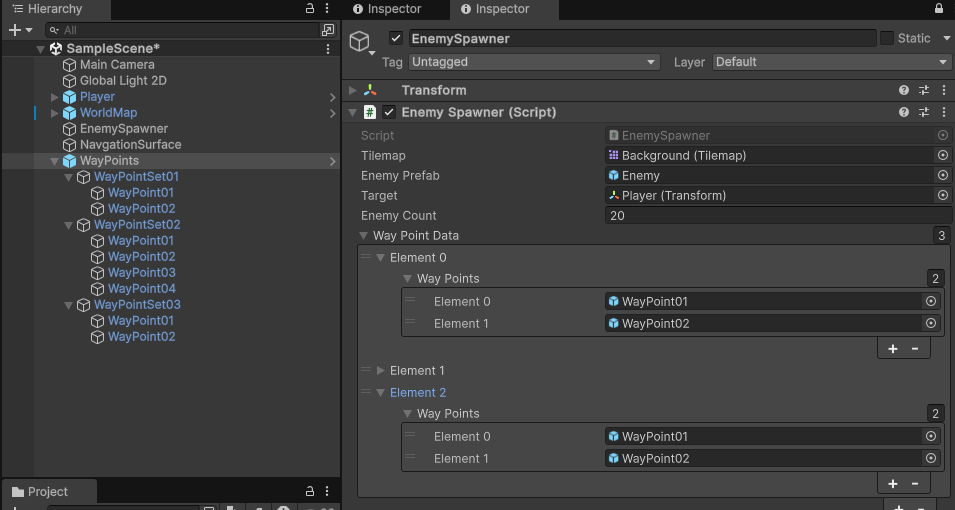 Hierarchy
All
SampleScene*
Main Camera
Global Light 2D
Player
WorldMap
EnemySpawner
NavgationSurface
WayPoints
WayPointSet01
WayPoint01
WayPoint02
WayPointSet02
WayPoint01
WayPoint02
WayPoint03
WayPoint04
WayPointSet03
WayPoint01
WayPoint02
Project
Inspector Inspector
EnemySpawner Static
Tag Untagged Layer Default
Transform
# Enemy Spawner (Script)
Script # EnemySpawner
Tilemap Background (Tilemap)
Enemy Prefab Enemy
Target Player (Transform)
Enemy Count 20
Way Point Data 3
Element 0
Way Points 2
Element 0 WayPoint01
Element 1 WayPoint02
+ -
Element 1
Element 2
Way Points 2
Element 0 WayPoint01
Element 1 WayPoint02
+ -
+ -